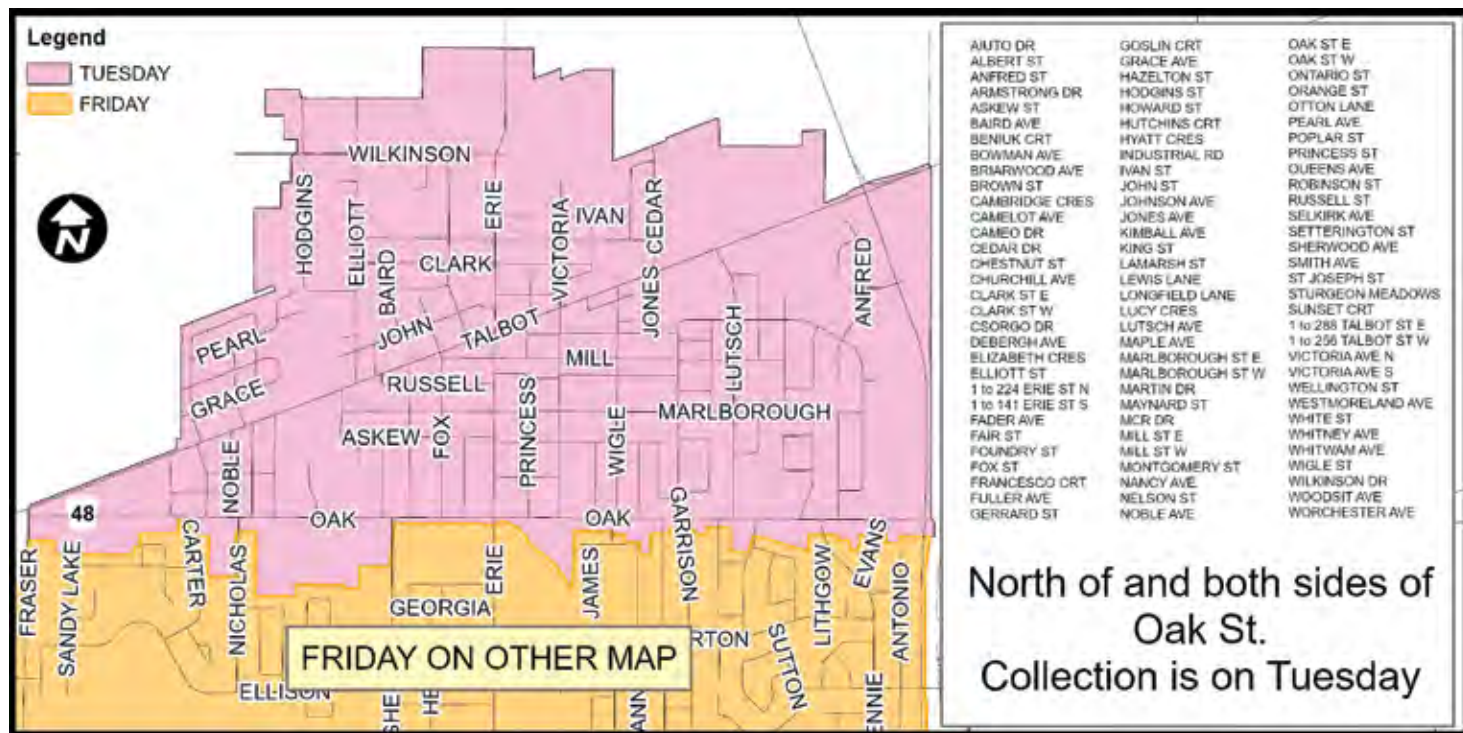 Legend
TUESDAY
FRIDAY
N
WILKINSON
HODGINS
ELLIOTT
BAIRD
ERIE
CLARK
VICTORIA
IVAN
JONES CEDAR
ANFRED
PEARL
JOHN
TALBOT
GRACE
RUSSELL
MILL
LUTSCH
MARLBOROUGH
ASKEW
FOX
PRINCESS
WIGLE
NOBLE
48
OAK
OAK
FRASER
SANDY LAKE
CARTER
NICHOLAS
ERIE
JAMES
GARRISON
LITHGOW
EVANS
ANTONIO
GEORGIA
RTON
SUTTON
FRIDAY ON OTHER MAP
ELLISON
SHE
HE
ANN
ENNIE
AIUTO DR
ALBERT ST
ANFRED ST
ARMSTRONG DR
ASKEW ST
BAIRD AVE
BENIUK CRT
BOWMAN AVE
BRIARWOOD AVE
BROWN ST
CAMBRIDGE CRES
CAMELOT AVE
CAMEO DR
CEDAR DR
CHESTNUT ST
CHURCHILL AVE
CLARK ST E
CLARK ST W
CSORGO DR
DEBERGH AVE
ELIZABETH CRES
ELLIOTT ST
1 to 224 ERIE ST N
1 to 141 ERIE ST S
FADER AVE
FAIR ST
FOUNDRY ST
FOX ST
FRANCESCO CRT
FULLER AVE
GERRARD ST
GOSLIN CRT
GRACE AVE
HAZELTON ST
HODGINS ST
HOWARD ST
HUTCHINS CRT
HYATT CRES
INDUSTRIAL RD
IVAN ST
JOHN ST
JOHNSON AVE
JONES AVE
KIMBALL AVE
KING ST
LAMARSH ST
LEWIS LANE
LONGFIELD LANE
LUCY CRES
LUTSCH AVE
MAPLE AVE
MARLBOROUGH ST E
MARLBOROUGH ST W
MARTIN DR
MAYNARD ST
MCR DR
MILL ST E
MILL ST W
MONTGOMERY ST
NANCY AVE
NELSON ST
NOBLE AVE
OAK ST E
OAK ST W
ONTARIO ST
ORANGE ST
OTTON LANE
PEARL AVE
POPLAR ST
PRINCESS ST
QUEENS AVE
ROBINSON ST
RUSSELL ST
SELKIRK AVE
SETTERINGTON ST
SHERWOOD AVE
SMITH AVE
ST JOSEPH ST
STURGEON MEADOWS
SUNSET CRT
1 to 288 TALBOT ST E
1 to 256 TALBOT ST W
VICTORIA AVE N
VICTORIA AVE S
WELLINGTON ST
WESTMORELAND AVE
WHITE ST
WHITNEY AVE
WHITWAM AVE
WIGLE ST
WILKINSON DR
WOODSIT AVE
WORCHESTER AVE
North of and both sides of
Oak St.
Collection is on Tuesday